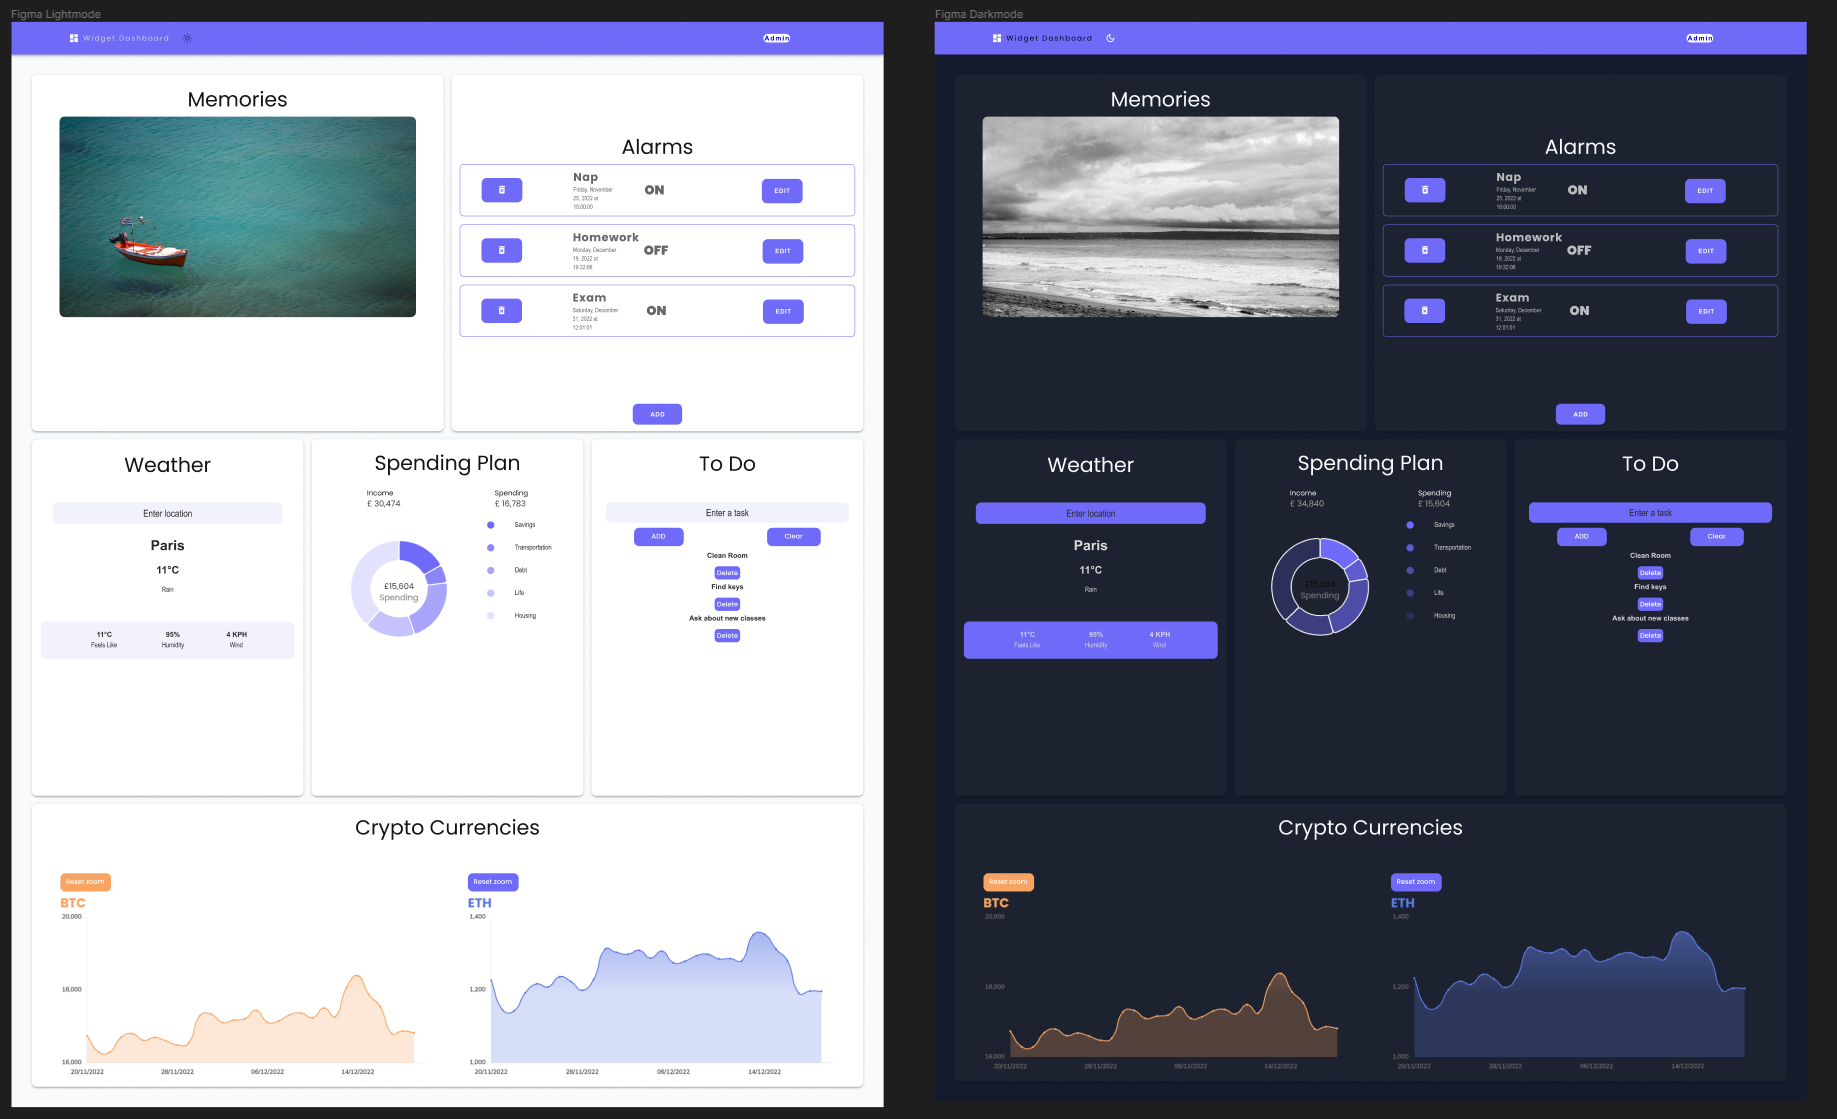 Figma Lightmode
Widget Dashboard
Admin
Memories
Alarms
Nap
Friday, November
25, 2022 at
18:00:00
ON
EDIT
Homework
Monday, December
19, 2022 at
19:32:06
OFF
EDIT
Exam
Saturday, December
31, 2022 at
12:01:01
ON
EDIT
ADD
Weather
Enter location
Paris
11°C
Rain
11°C
Feels Like
95%
Humidity
4 KPH
Wind
Spending Plan
Income
£ 30,474
Spending
£ 16,783
£15,604
Spending
Savings
Transportation
Debt
Life
Housing
To Do
Enter a task
ADD
Clear
Clean Room
Delete
Find keys
Delete
Ask about new classes
Delete
Crypto Currencies
Reset zoom
BTC
20,000
18,000
16,000
20/11/2022
28/11/2022
06/12/2022
14/12/2022
Reset zoom
ETH
1,400
1,200
1,000
20/11/2022
28/11/2022
06/12/2022
14/12/2022
Figma Darkmode
Widget Dashboard
Admin
Memories
Alarms
Nap
Friday, November
25, 2022 at
18:00:00
ON
EDIT
Homework
Monday, December
19, 2022 at
19:32:06
OFF
EDIT
Exam
Saturday, December
31, 2022 at
12:01:01
ON
EDIT
ADD
Weather
Enter location
Paris
11°C
Rain
11°C
Feels Like
95%
Humidity
4 KPH
Wind
Spending Plan
Income
£ 34,840
Spending
£ 15,604
£15,604
Spending
Savings
Transportation
Debt
Life
Housing
To Do
Enter a task
ADD
Clear
Clean Room
Delete
Find keys
Delete
Ask about new classes
Delete
Crypto Currencies
Reset zoom
BTC
20,000
18,000
16,000
20/11/2022
28/11/2022
06/12/2022
14/12/2022
Reset zoom
ETH
1,400
1,200
1,000
20/11/2022
28/11/2022
06/12/2022
14/12/2022